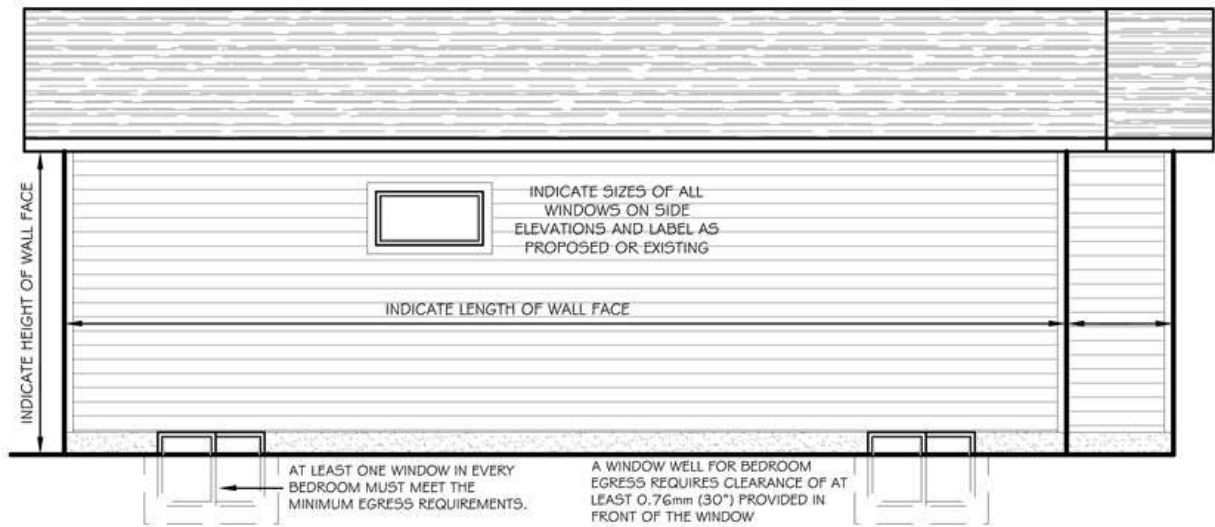 INDICATE HEIGHT OF WALL FACE
INDICATE SIZES OF ALL
WINDOWS ON SIDE
ELEVATIONS AND LABEL AS
PROPOSED OR EXISTING
INDICATE LENGTH OF WALL FACE
AT LEAST ONE WINDOW IN EVERY
BEDROOM MUST MEET THE
MINIMUM EGRESS REQUIREMENTS.
A WINDOW WELL FOR BEDROOM
EGRESS REQUIRES CLEARANCE OF AT
LEAST 0.76mm (30") PROVIDED IN
FRONT OF THE WINDOW